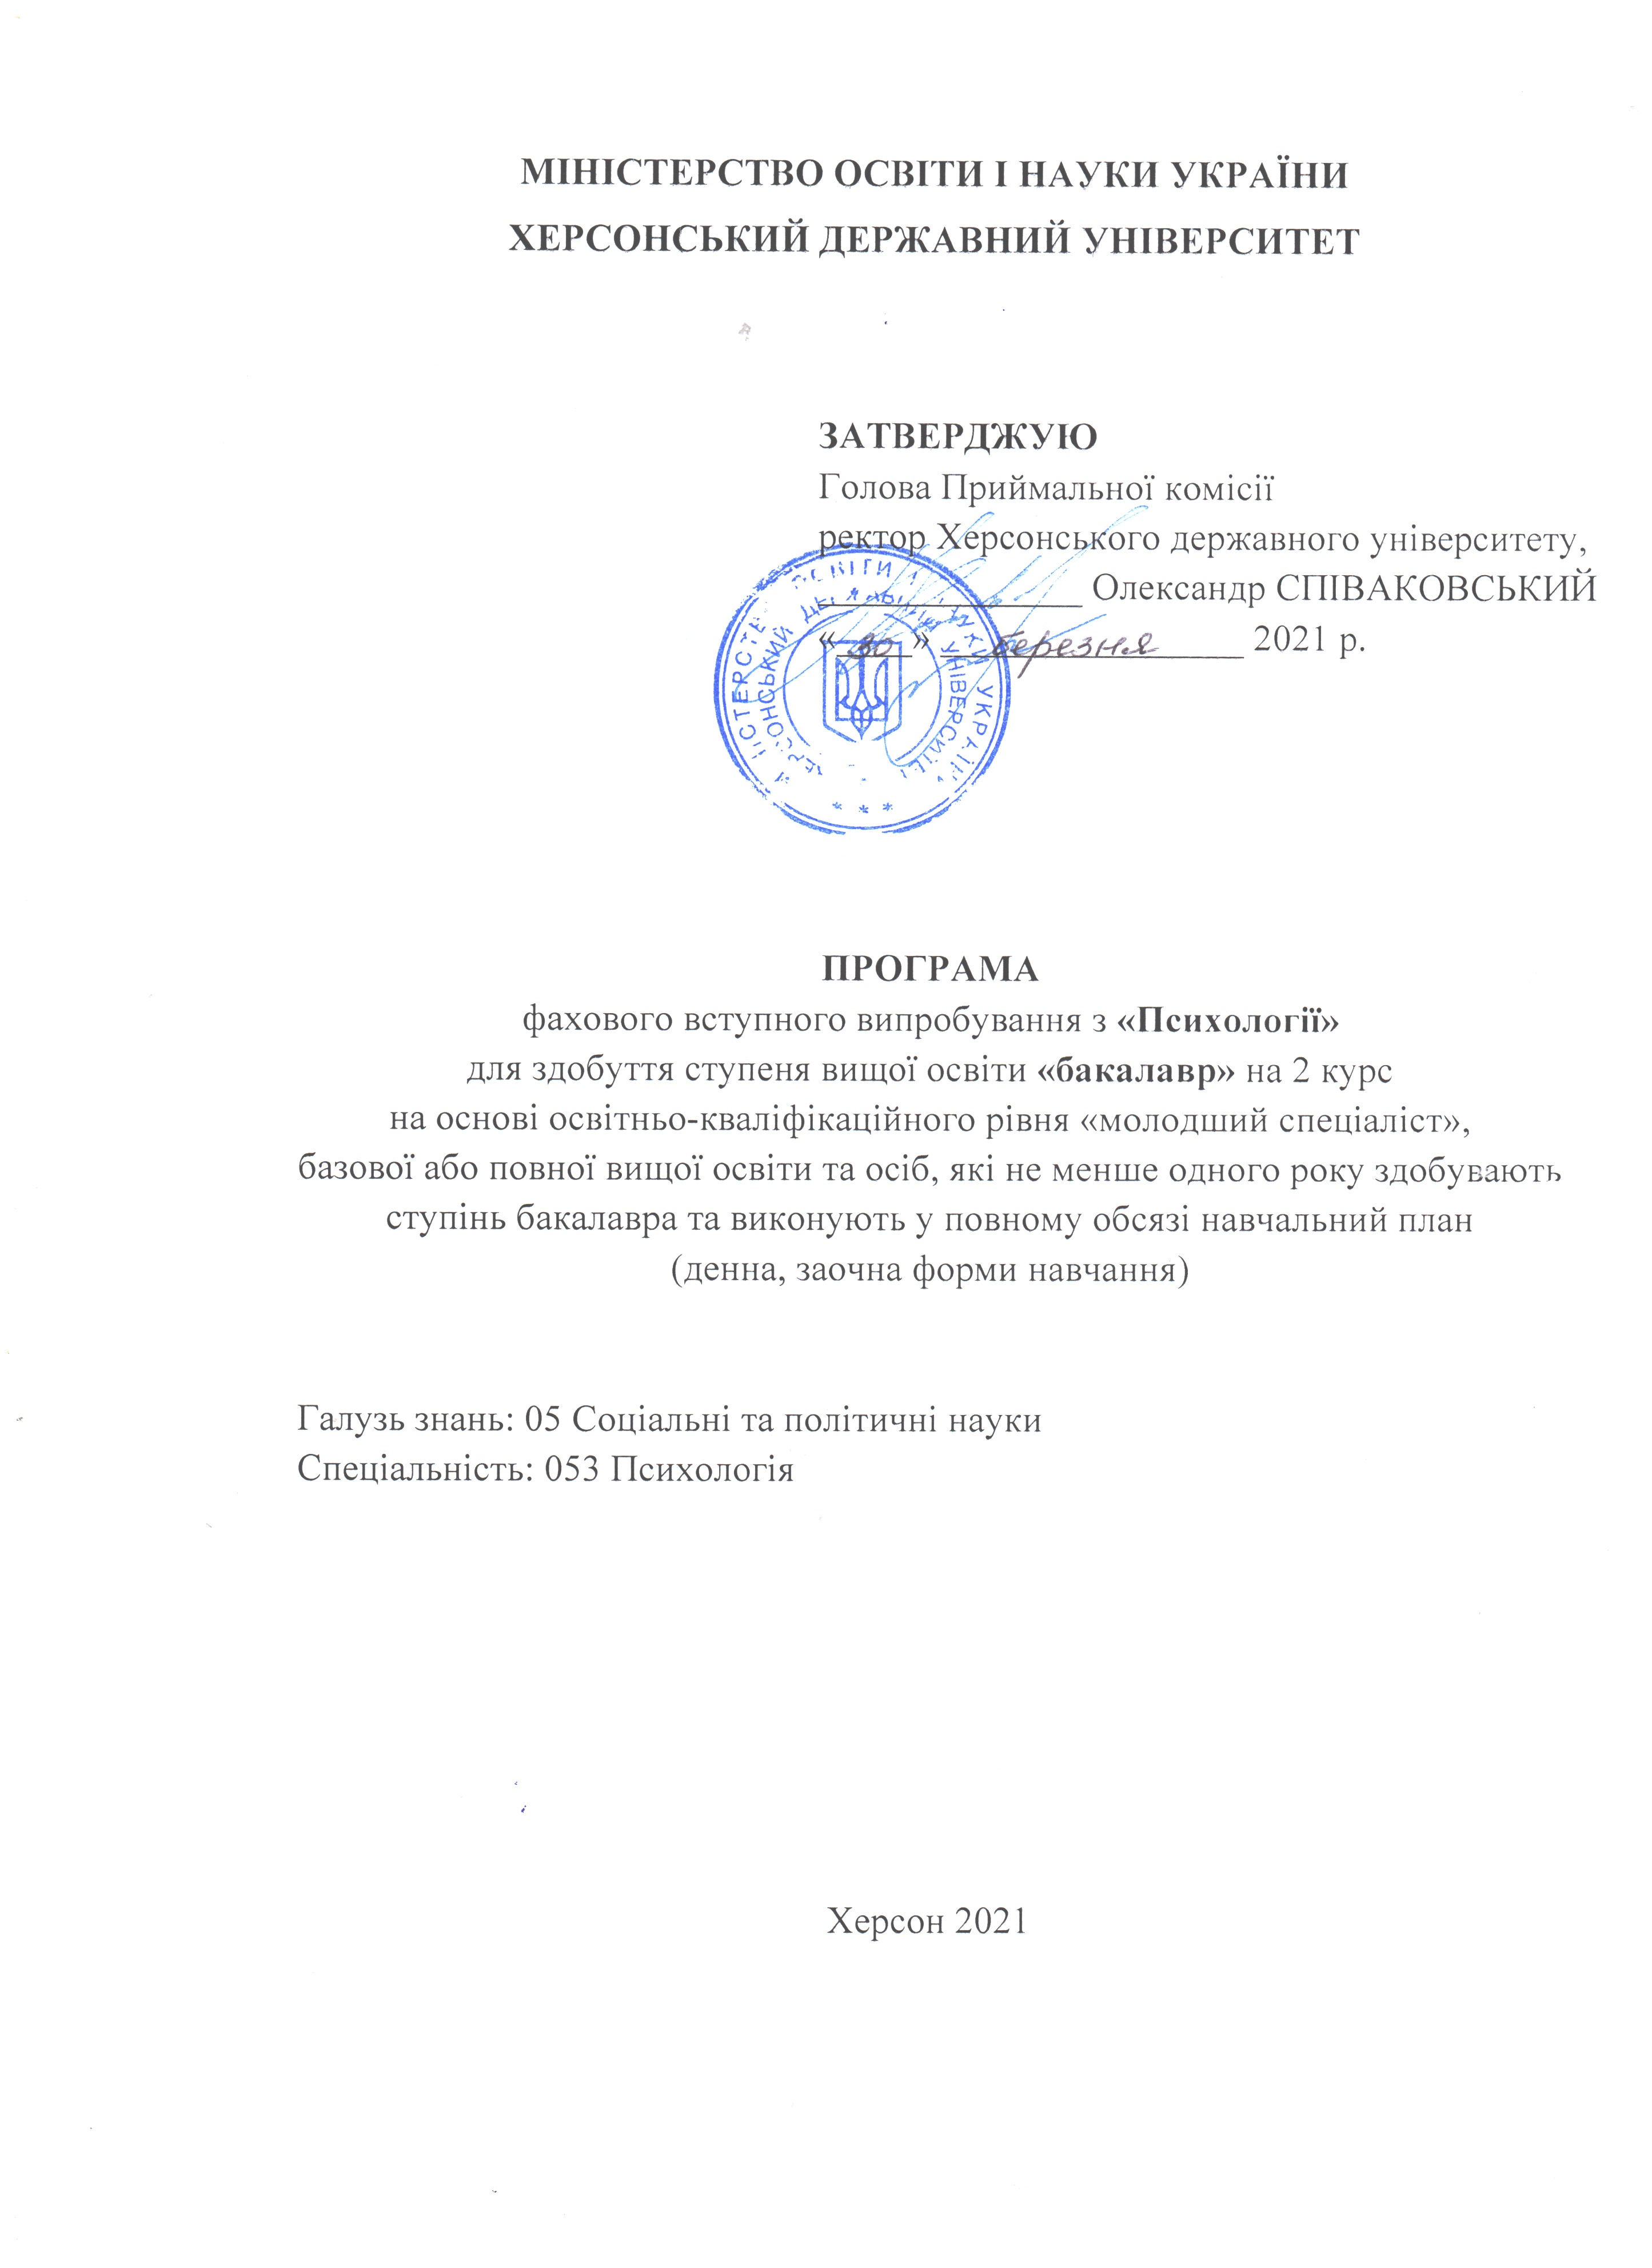 МІНІСТЕРСТВО ОСВІТИ І НАУКИ УКРАЇНИ
ХЕРСОНСЬКИЙ ДЕРЖАВНИЙ УНІВЕРСИТЕТ
ЗАТВЕРДЖУЮ
Голова Приймальної комісії
ректор Херсонського державного університету,
______________ Олександр СПІВАКОВСЬКИЙ
«30» березня 2021 р.
ПРОГРАМА
фахового вступного випробування з «Психології»
для здобуття ступеня вищої освіти «бакалавр» на 2 курс
на основі освітньо-кваліфікаційного рівня «молодший спеціаліст»,
базової або повної вищої освіти та осіб, які не менше одного року здобувають
ступінь бакалавра та виконують у повному обсязі навчальний план
(денна, заочна форми навчання)
Галузь знань: 05 Соціальні та політичні науки
Спеціальність: 053 Психологія
Херсон 2021